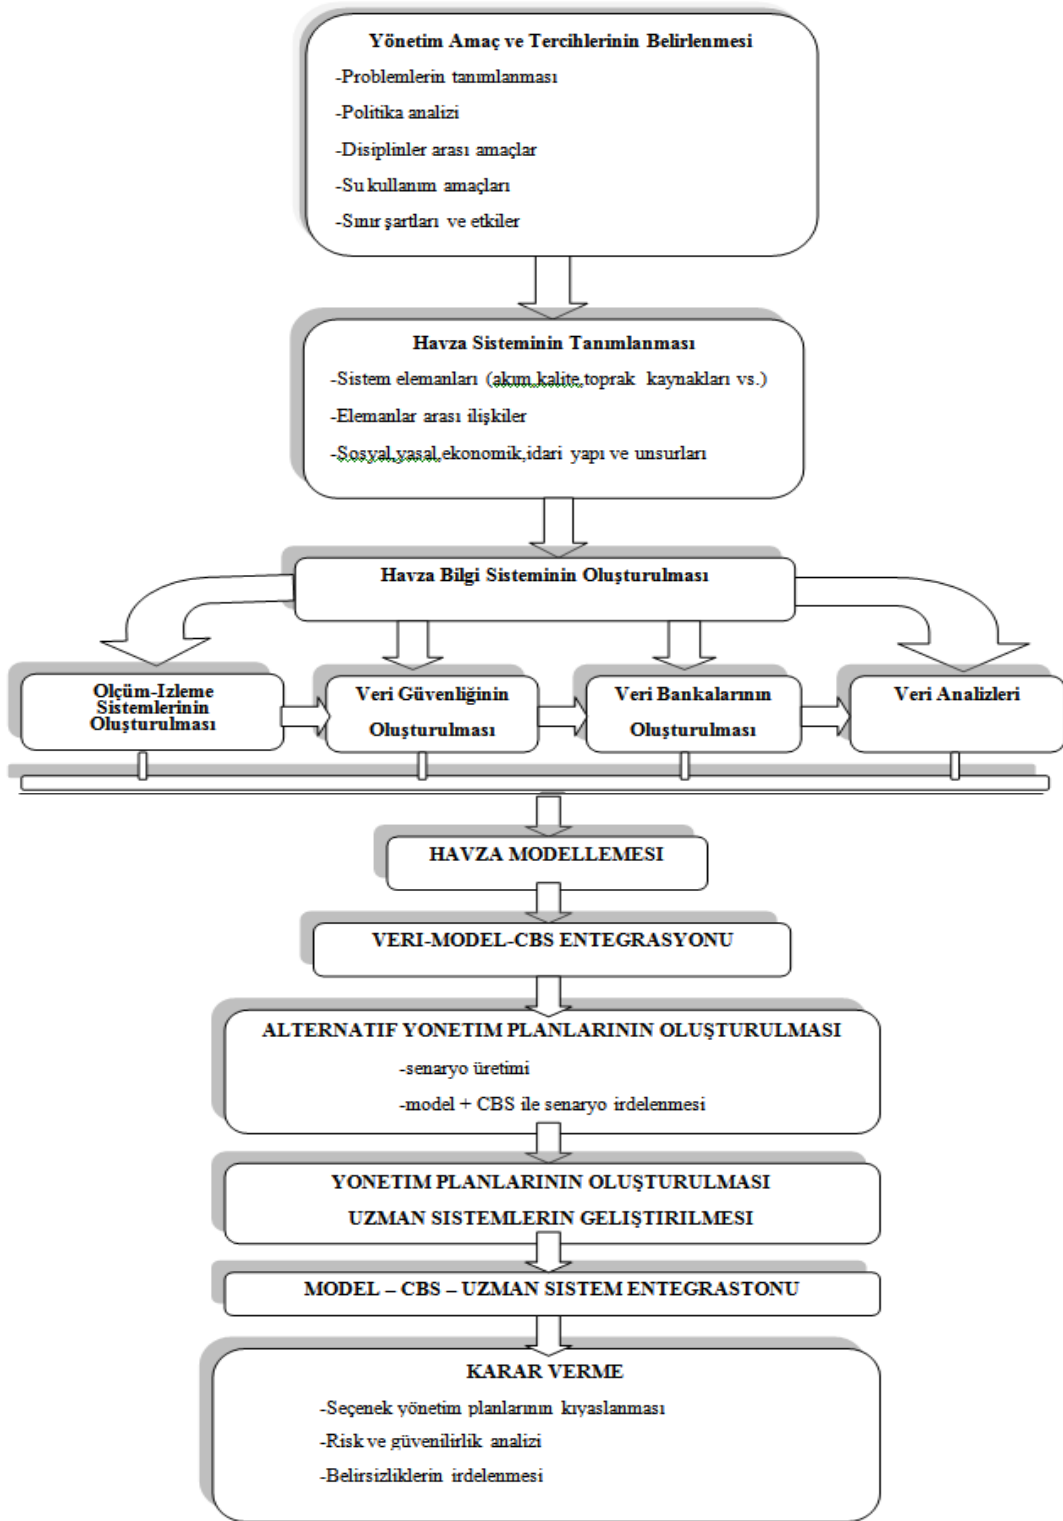 Yönetim Amaç ve Tercihlerinin Belirlenmesi
-Problemlerin tanımlanması
-Politika analizi
-Disiplinler arası amaçlar
-Su kullanım amaçları
-Sınır şartları ve etkiler
Havza Sisteminin Tanımlanması
-Sistem elemanları (akım,kalite,toprak kaynakları vs.)
-Elemanlar arası ilişkiler
-Sosyal,yasal,ekonomik,idari yapı ve unsurları
Havza Bilgi Sisteminin Oluşturulması
Olçüm-Izleme
Sistemlerinin
Oluşturulması
Veri Güvenliğinin
Oluşturulması
Veri Bankalarının
Oluşturulması
Veri Analizleri
HAVZA MODELLEMESİ
VERI-MODEL-CBS ENTEGRASYONU
ALTERNATIF YONETIM PLANLARININ OLUŞTURULMASI
-senaryo üretimi
-model + CBS ile senaryo irdelenmesi
YONETIM PLANLARININ OLUŞTURULMASI
UZMAN SISTEMLERIN GELIŞTIRILMESI
MODEL – CBS – UZMAN SISTEM ENTEGRASTONU
KARAR VERME
-Seçenek yönetim planlarının kıyaslanması
-Risk ve güvenilirlik analizi
-Belirsizliklerin irdelenmesi